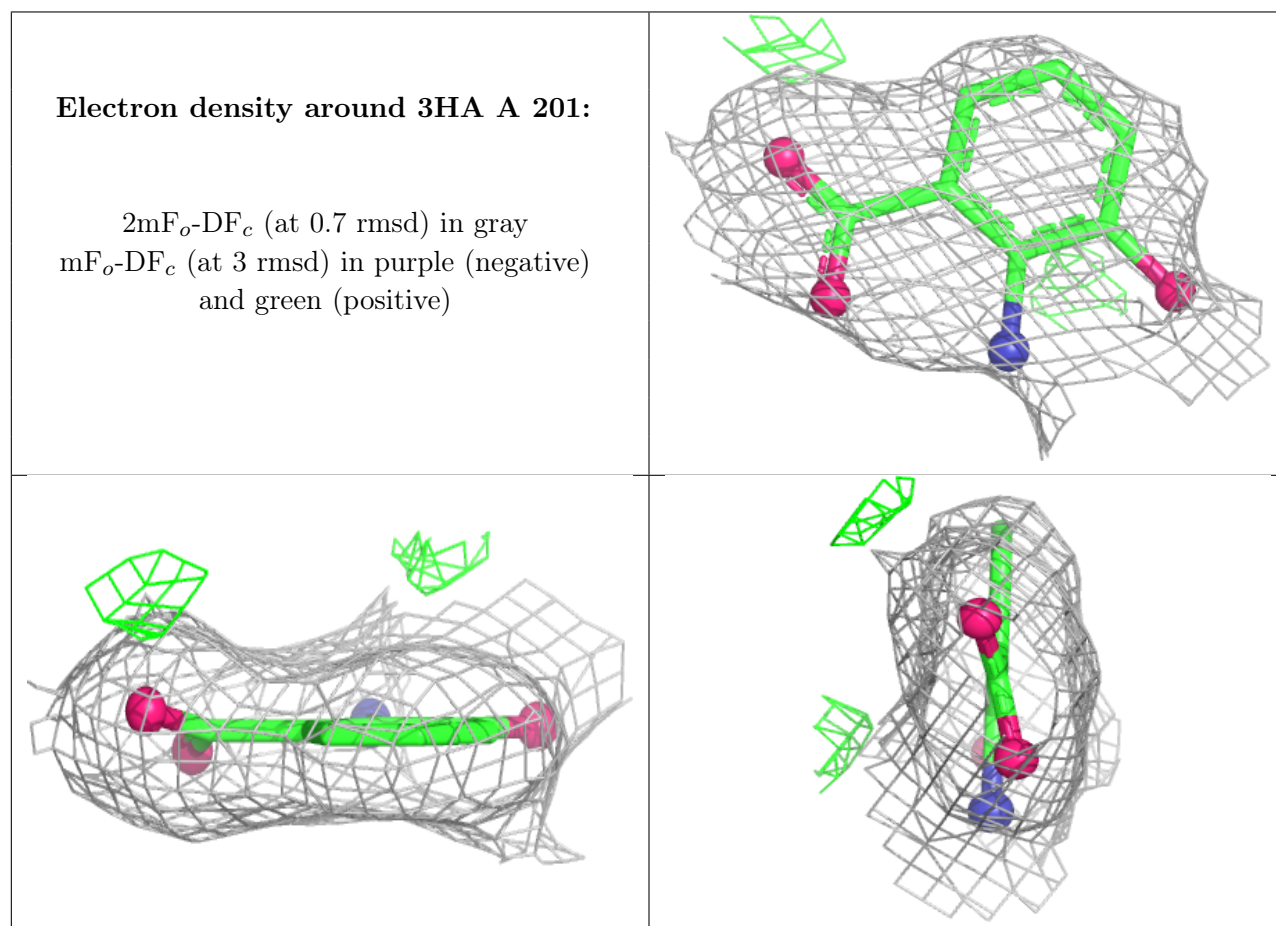 Electron density around 3HA A 201:
2mFo-DFc (at 0.7 rmsd) in gray
mFo-DFc (at 3 rmsd) in purple (negative)
and green (positive)